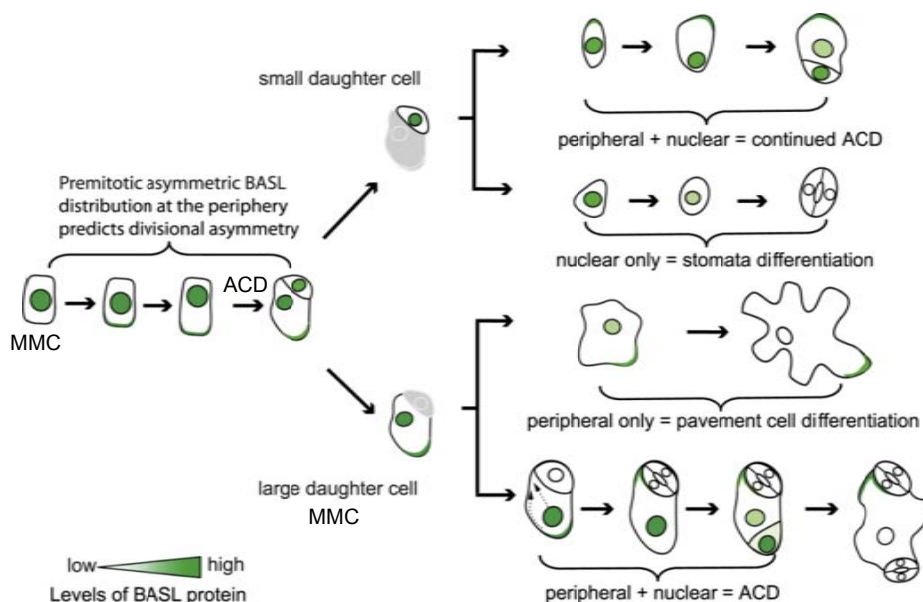 small daughter cell
peripheral + nuclear = continued ACD
Premitotic asymmetric BASL
distribution at the periphery
predicts divisional asymmetry
nuclear only = stomata differentiation
ACD
MMC
peripheral only = pavement cell differentiation
large daughter cell
MMC
low
high
Levels of BASL protein
peripheral + nuclear = ACD